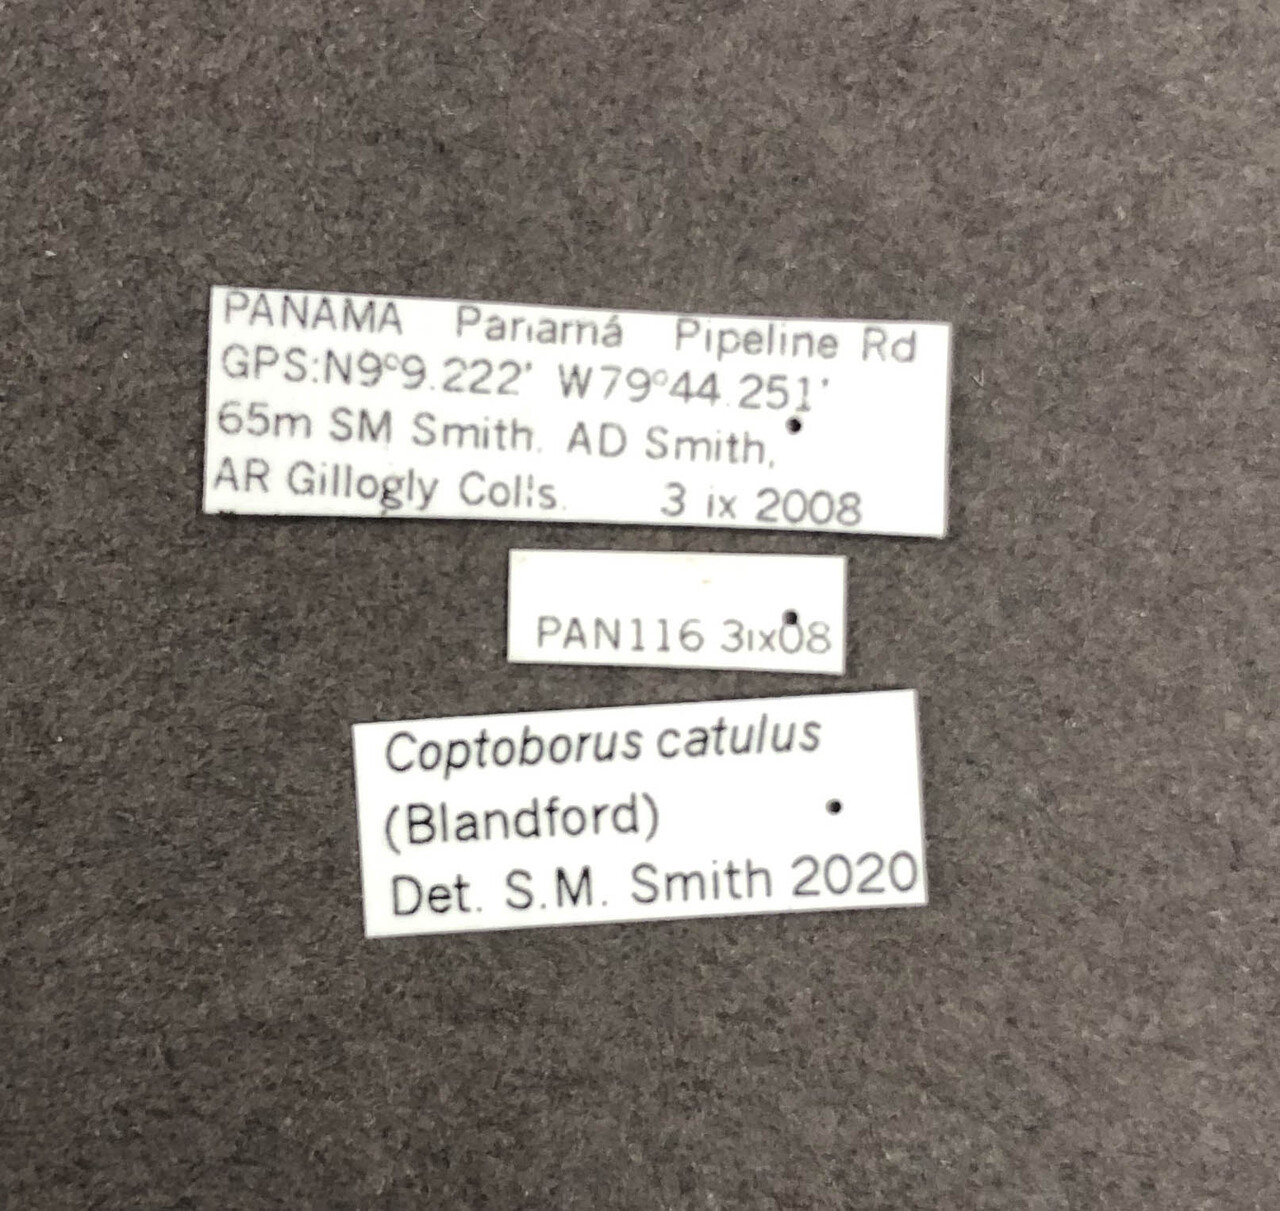 PANAMA Panamá Pipeline Rd
GPS:N9°9.222' W79°44.251'
65m SM Smith, AD Smith,
AR Gillogly Colls. 3 ix 2008
PAN116 3ix08
Coptoborus catulus
(Blandford)
Det. S.M. Smith 2020